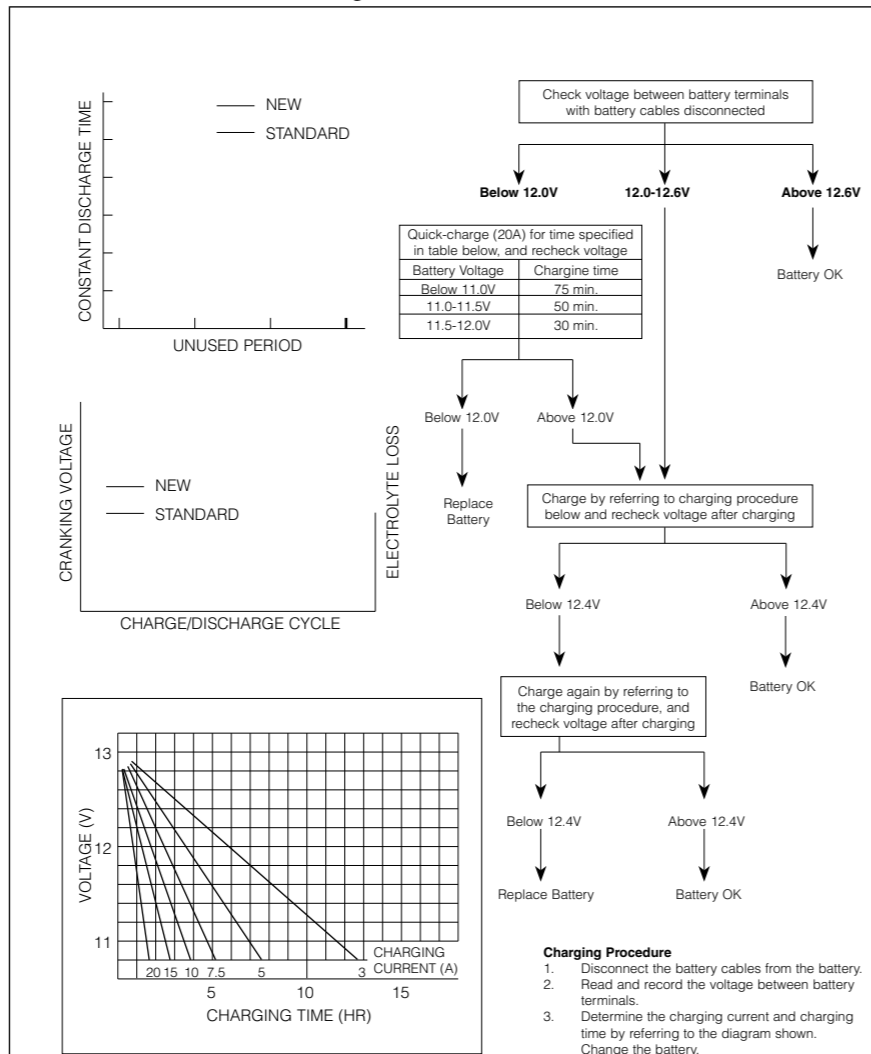 NEW
STANDARD
CONSTANT DISCHARGE TIME
UNUSED PERIOD
CRANKING VOLTAGE
NEW
STANDARD
ELECTROLYTE LOSS
CHARGE/DISCHARGE CYCLE
Check voltage between battery terminals
with battery cables disconnected
Below 12.0V
12.0-12.6V
Above 12.6V
Quick-charge (20A) for time specified
in table below, and recheck voltage
Battery Voltage Chargine time
Below 11.0V 75 min.
11.0-11.5V 50 min.
11.5-12.0V 30 min.
Battery OK
Below 12.0V
Above 12.0V
Replace
Battery
Charge by referring to charging procedure
below and recheck voltage after charging
Below 12.4V
Above 12.4V
Battery OK
Charge again by referring to
the charging procedure, and
recheck voltage after charging
Below 12.4V
Above 12.4V
Replace Battery
Battery OK
VOLTAGE (V)
13
12
11
20 15 10 7.5 5 3
CHARGING
CURRENT (A)
5 10 15
CHARGING TIME (HR)
Charging Procedure
1. Disconnect the battery cables from the battery.
2. Read and record the voltage between battery
terminals.
3. Determine the charging current and charging
time by referring to the diagram shown.
Change the battery.